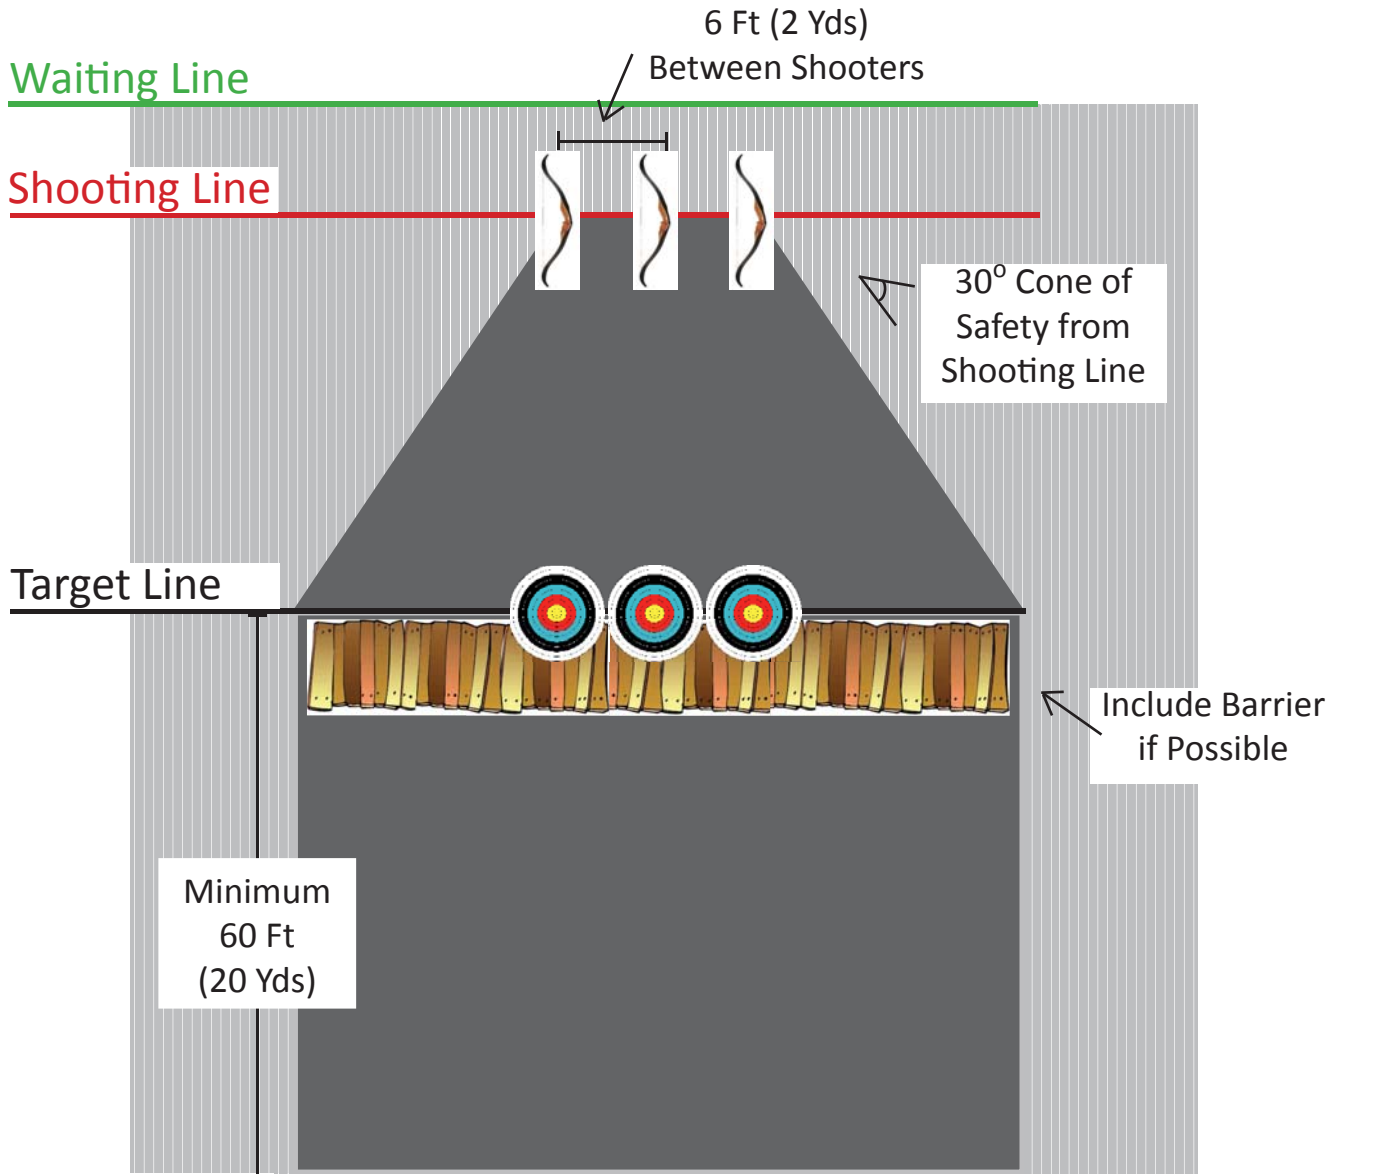 6 Ft (2 Yds)
Between Shooters
Waiting Line
Shooting Line
30° Cone of
Safety from
Shooting Line
Target Line
Include Barrier
if Possible
Minimum
60 Ft
(20 Yds)